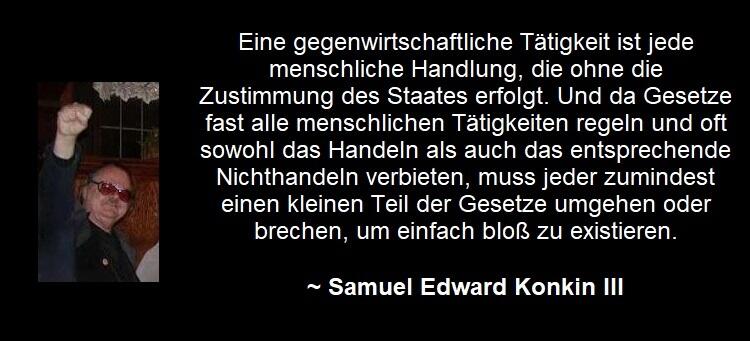 Eine gegenwirtschaftliche Tätigkeit ist jede
menschliche Handlung, die ohne die
Zustimmung des Staates erfolgt. Und da Gesetze
fast alle menschlichen Tätigkeiten regeln und oft
sowohl das Handeln als auch das entsprechende
Nichthandeln verbieten, muss jeder zumindest
einen kleinen Teil der Gesetze umgehen oder
brechen, um einfach bloß zu existieren.
~ Samuel Edward Konkin III